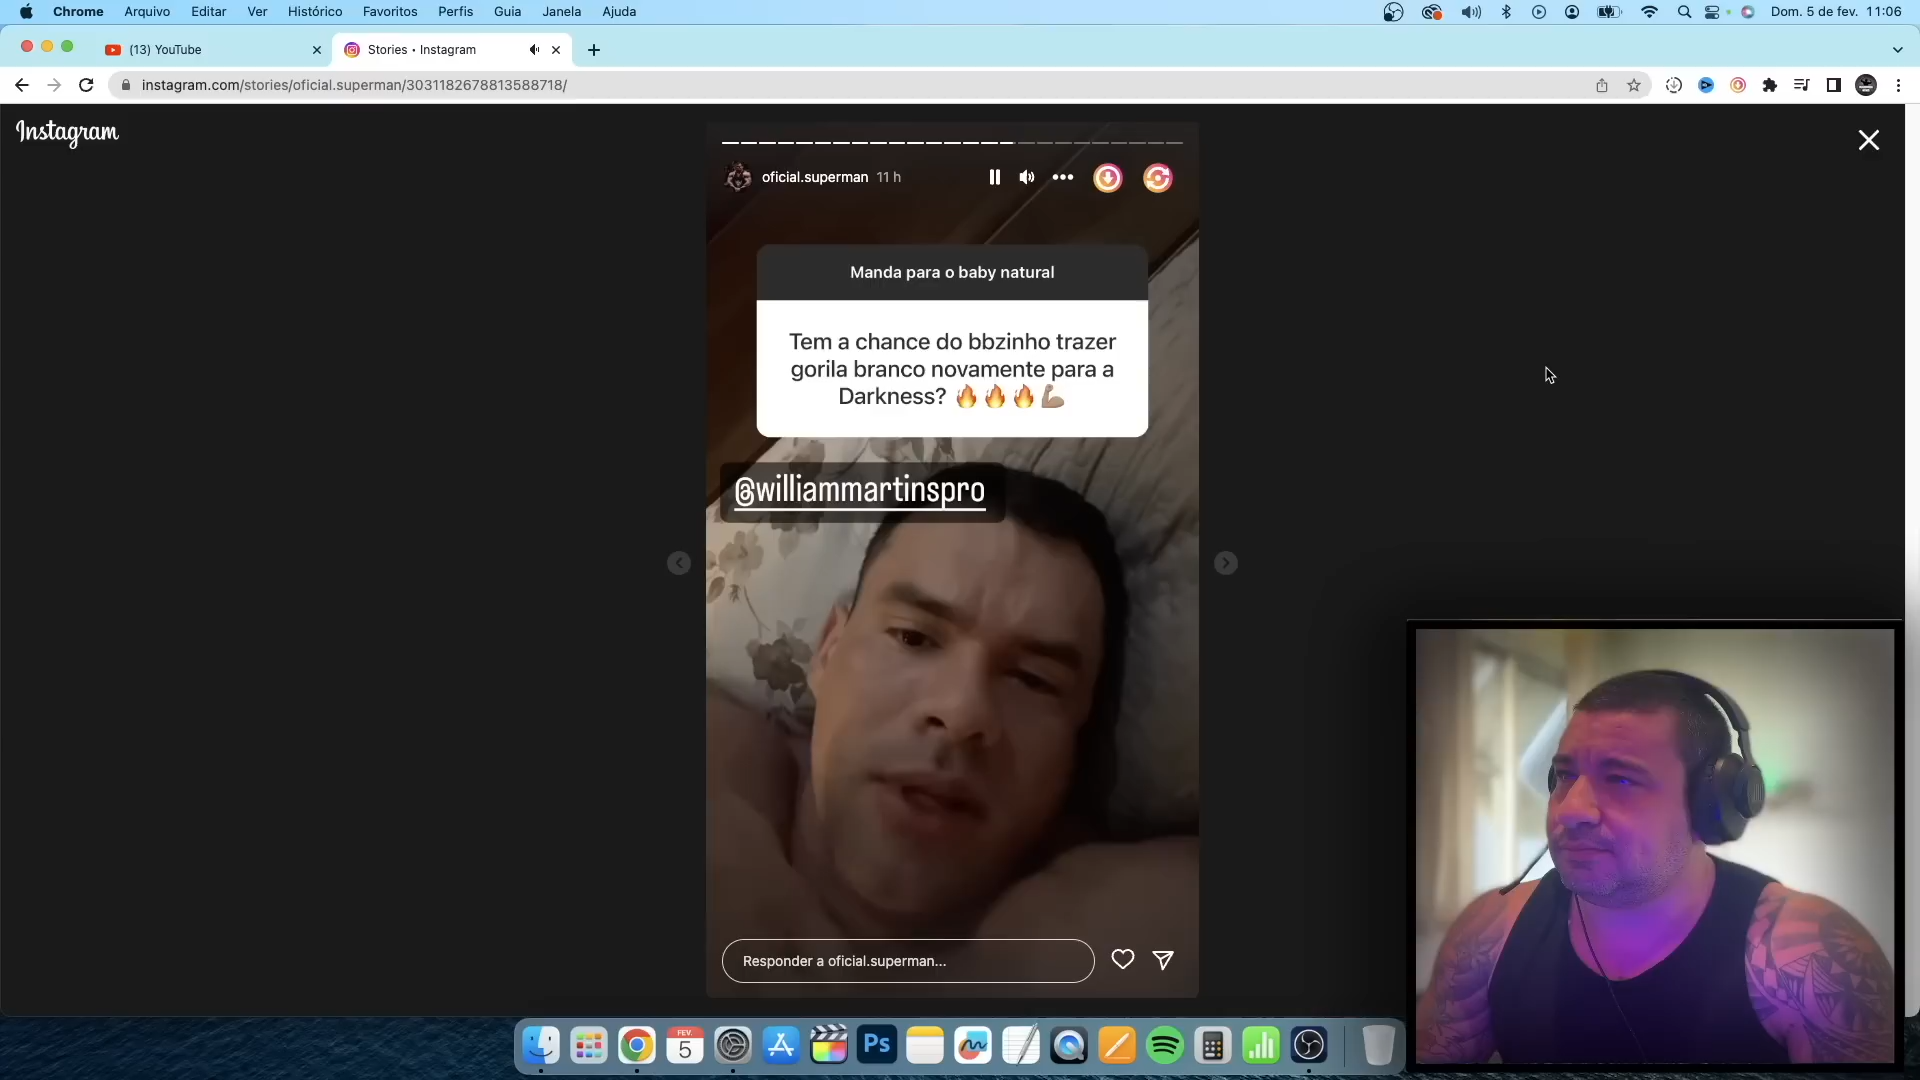 Chrome Arquivo Editar Ver Histórico Favoritos Perfis Guia Janela Ajuda Dom. 5 de fev. 11:06
(13) YouTube Stories • Instagram
instagram.com/stories/oficial.superman/3031182678813588718/
Instagram
oficial.superman 11 h
Manda para o baby natural
Tem a chance do bbzinho trazer
gorila branco novamente para a
Darkness? 🔥🔥🔥💪🏽
@williammartinspro
Responder a oficial.superman...
FEV.
5
Ps